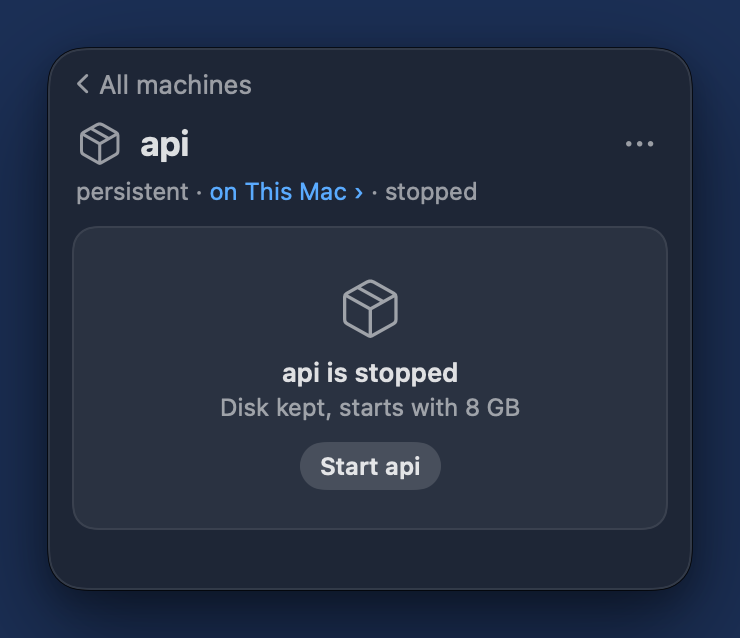 All machines
api
persistent · on This Mac › · stopped
api is stopped
Disk kept, starts with 8 GB
Start api